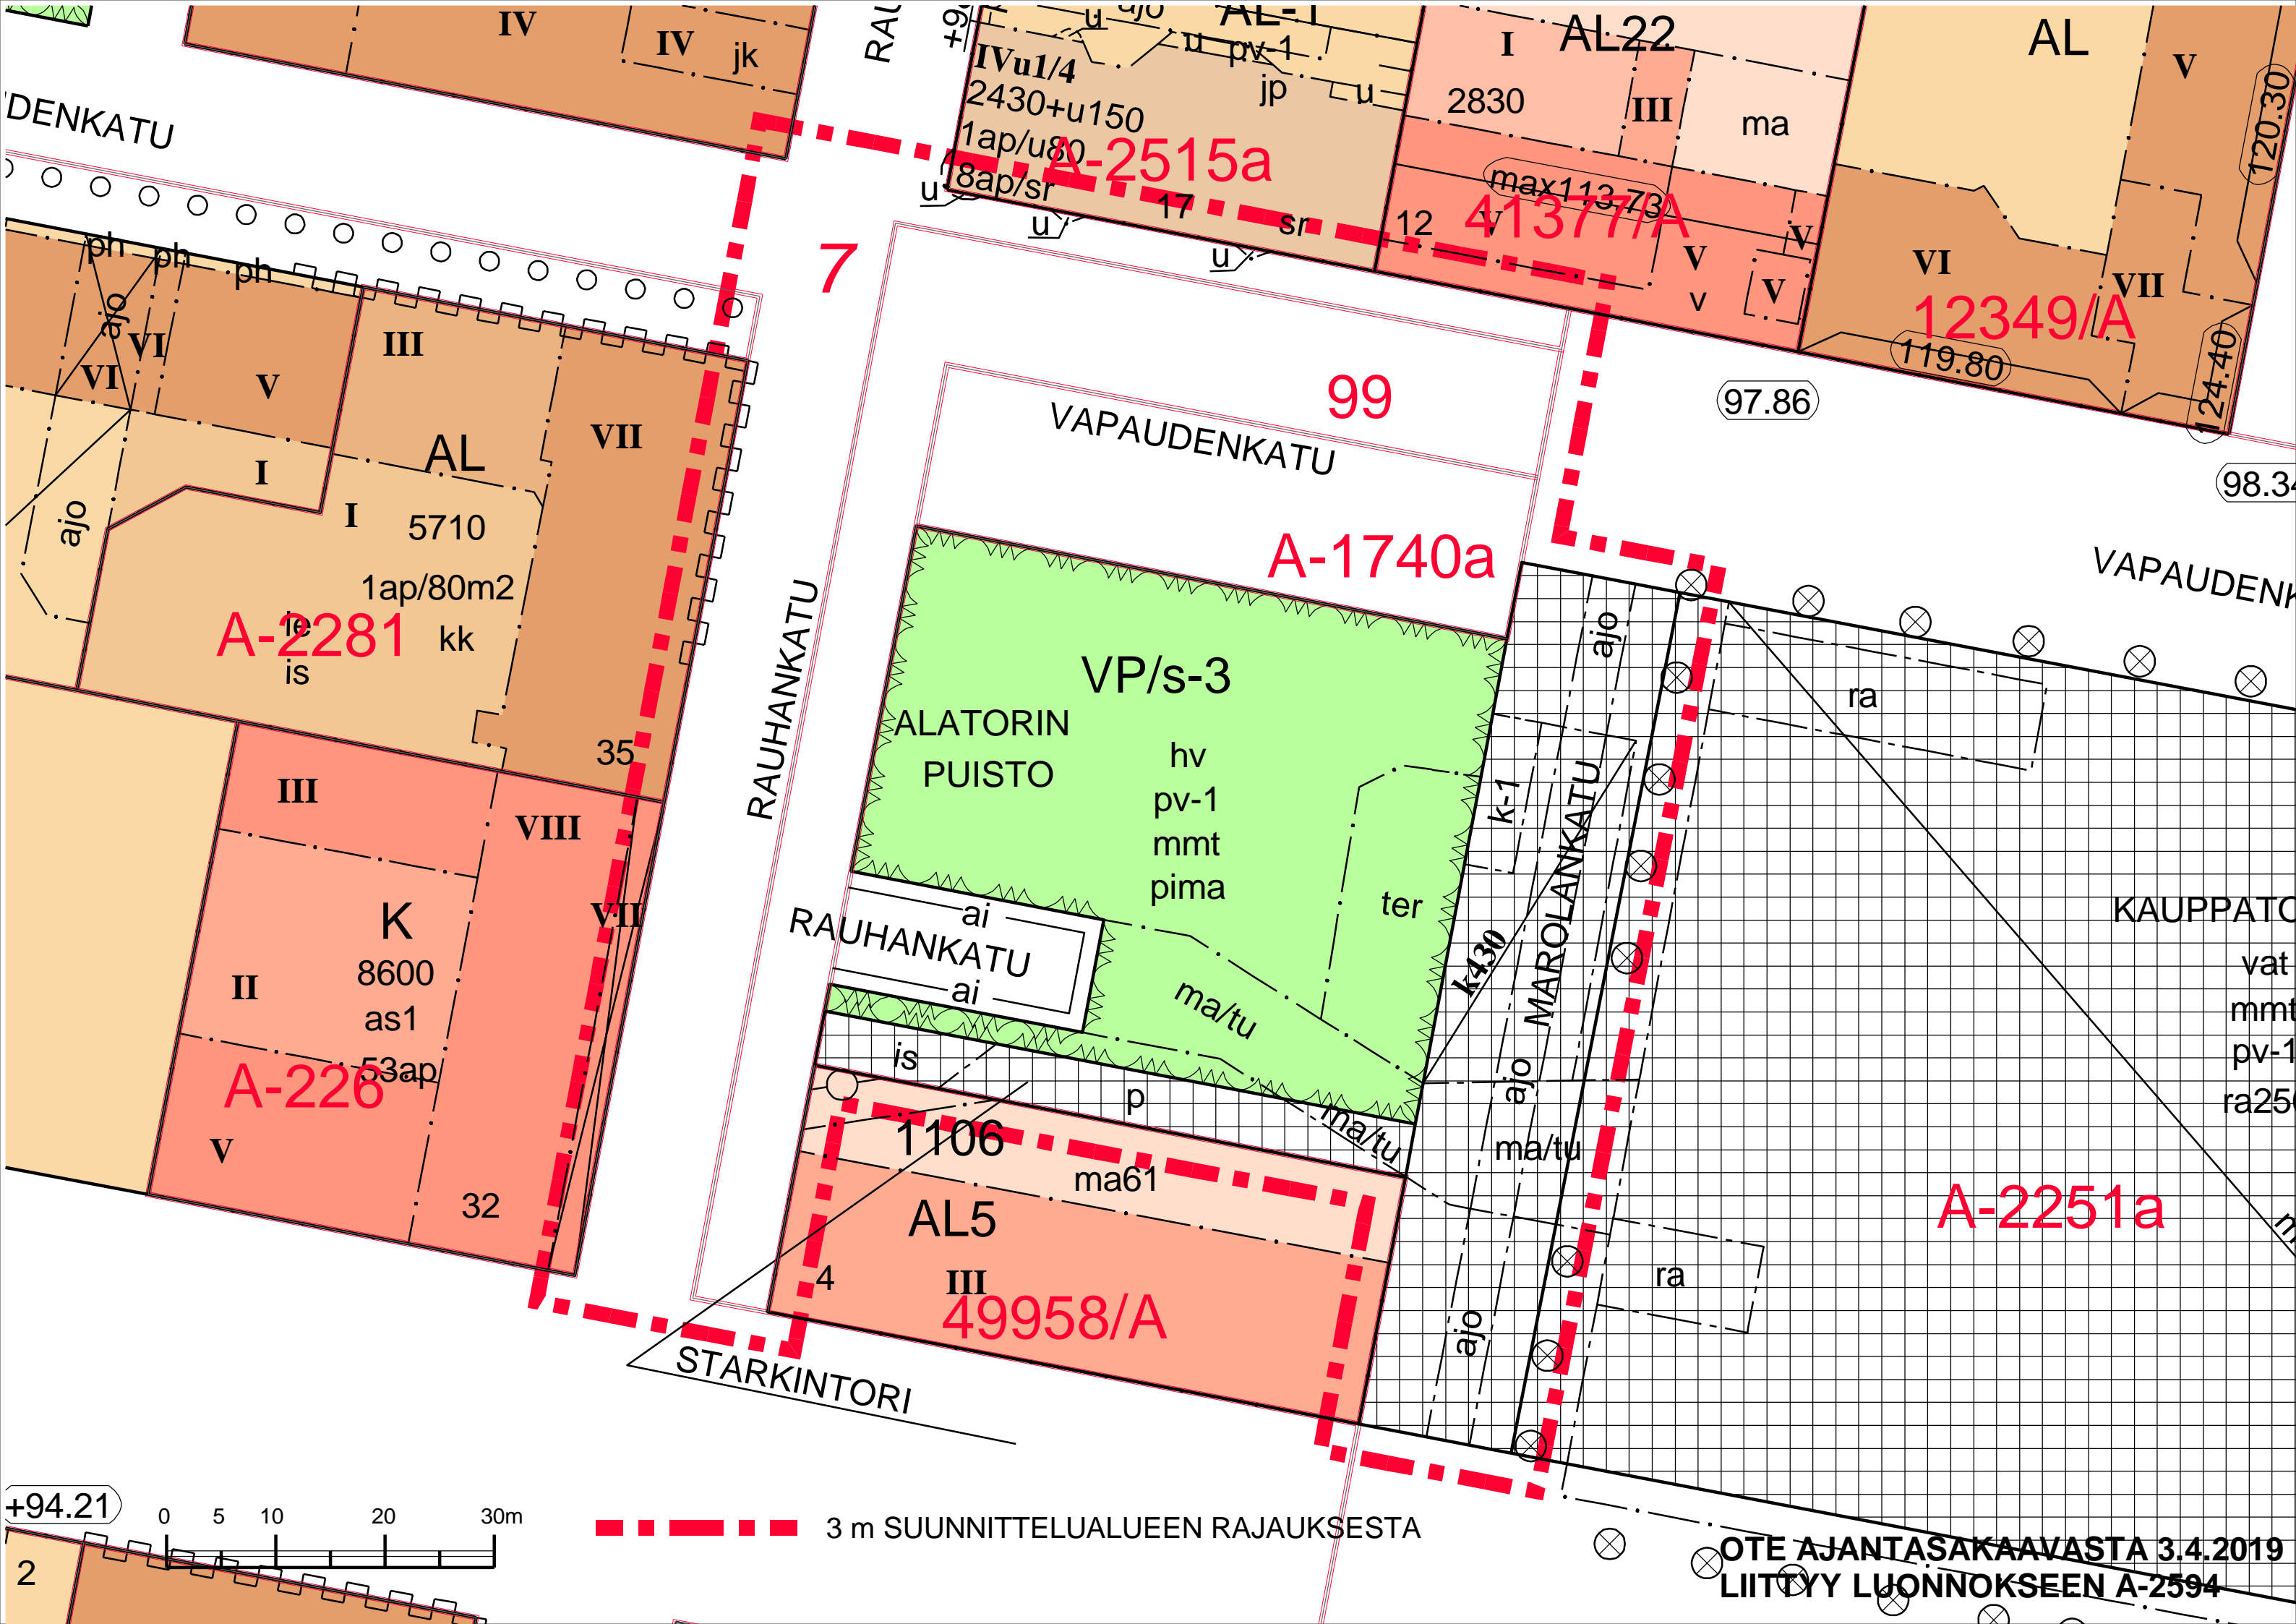 IV
IV
jk
RAU
+9
u
ajo
AL-1
u
pv-1
jp
u
IVu1/4
2430+u150
1ap/u80
8ap/sr
A-2515a
17
sr
u
u
u
I
AL22
2830
III
ma
max113.73
12
41377/A
V
V
V
V
v
AL
V
120.30
VI
VII
12349/A
119.80
124.40
DENKATU
7
ph
ph
ph
ajo
VI
VI
V
III
VII
AL
I
I
5710
1ap/80m2
ajo
A-2281
ie
kk
is
35
99
VAPAUDENKATU
97.86
98.34
A-1740a
VAPAUDENK
RAUHANKATU
VP/s-3
ALATORIN
PUISTO
hv
pv-1
mmt
pima
ter
ajo
ra
k-1
MAROLANKATU
k430
ajo
KAUPPATO
vat
mmt
pv-1
ra250
III
VIII
VII
K
8600
II
as1
53ap
A-226
V
32
ai
RAUHANKATU
ai
ma/tu
is
p
ma/tu
ma/tu
1106
ma61
AL5
4
III
49958/A
ajo
ra
A-2251a
m
STARKINTORI
+94.21
0 5 10 20 30m
3 m SUUNNITTELUALUEEN RAJAUKSESTA
2
OTE AJANTASAKAAVASTA 3.4.2019
LIITTYY LUONNOKSEEN A-2594